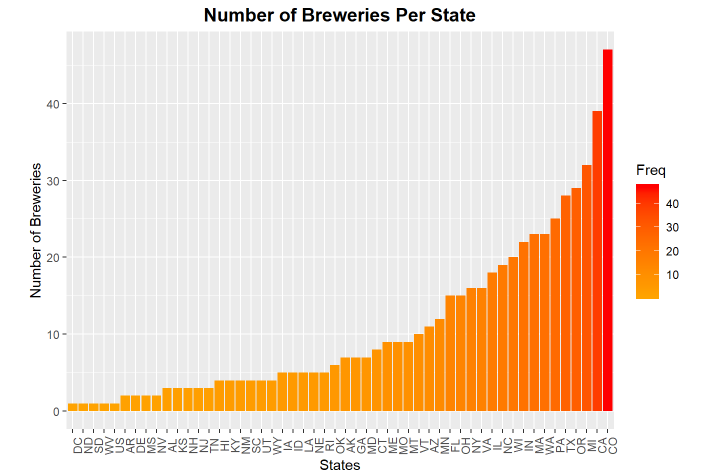 Number of Breweries Per State
Number of Breweries
40
30
20
10
0
DC ND SD WV US AR DE MS NV AL KS NH NJ TN HI KY NM SC UT WY IA ID LA NE RI OK AK GA MD CT ME MO MT VT AZ MN FL OH NY VA IL NC WI IN MA WA PA TX OR MI CA CO
States
Freq
40
30
20
10